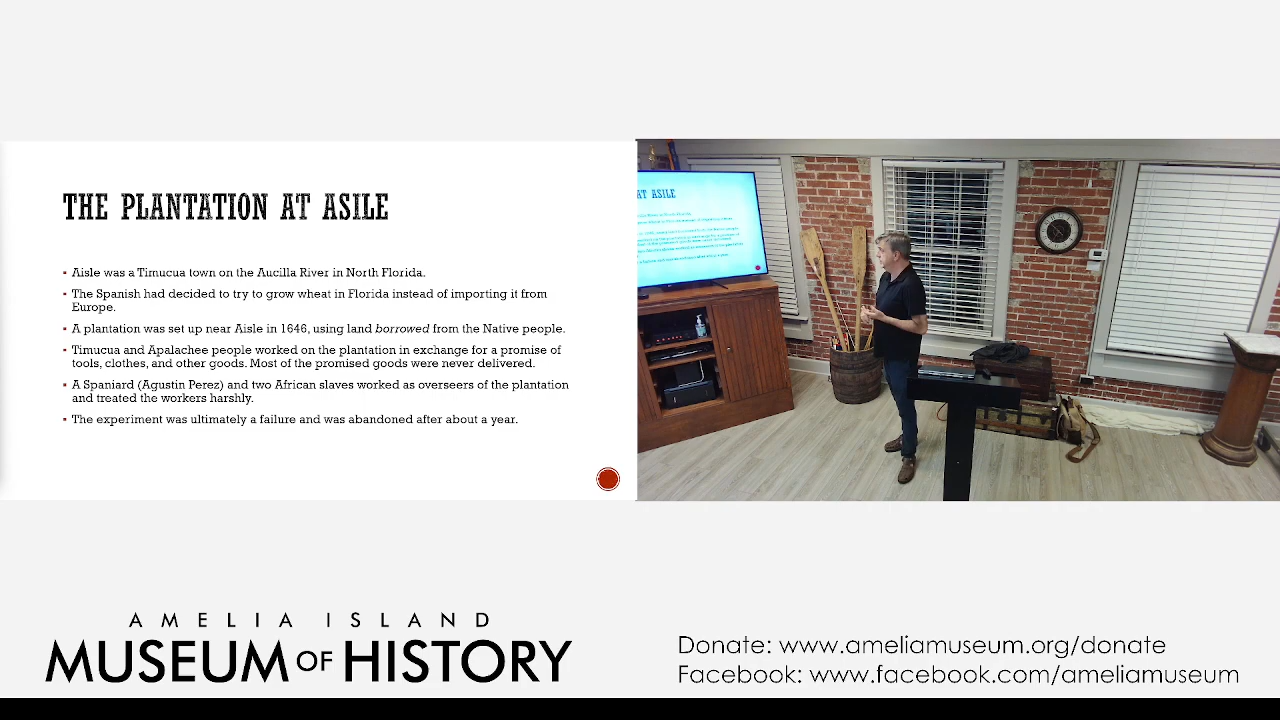 THE PLANTATION AT ASILE
▪ Aisle was a Timucua town on the Aucilla River in North Florida.
▪ The Spanish had decided to try to grow wheat in Florida instead of importing it from
Europe.
▪ A plantation was set up near Aisle in 1646, using land borrowed from the Native people.
▪ Timucua and Apalachee people worked on the plantation in exchange for a promise of
tools, clothes, and other goods. Most of the promised goods were never delivered.
▪ A Spaniard (Agustin Perez) and two African slaves worked as overseers of the plantation
and treated the workers harshly.
▪ The experiment was ultimately a failure and was abandoned after about a year.
AT ASILE
AMELIA ISLAND
MUSEUM OF HISTORY
Donate: www.ameliamuseum.org/donate
Facebook: www.facebook.com/ameliamuseum